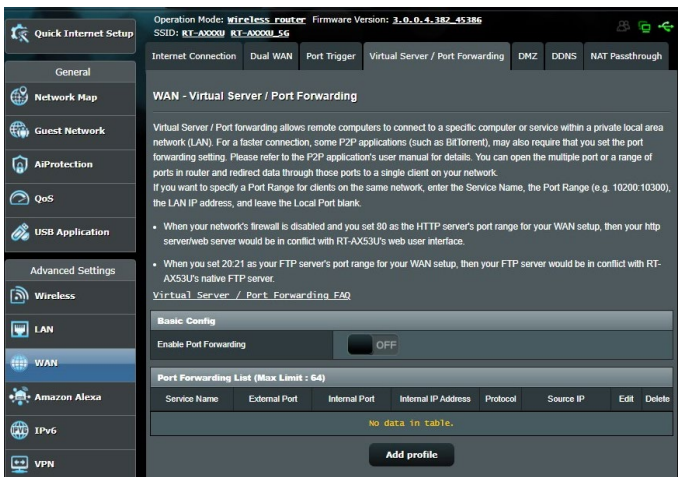 Quick Internet Setup
General
Network Map
Guest Network
AiProtection
QoS
USB Application
Advanced Settings
Wireless
LAN
WAN
Amazon Alexa
IPv6
VPN
Operation Mode: Wireless router Firmware Version: 3.0.0.4.382_45386
SSID: RT-AXXXU RT-AXXXU_5G
Internet Connection Dual WAN Port Trigger Virtual Server / Port Forwarding DMZ DDNS NAT Passthrough
WAN - Virtual Server / Port Forwarding
Virtual Server / Port forwarding allows remote computers to connect to a specific computer or service within a private local area
network (LAN). For a faster connection, some P2P applications (such as BitTorrent), may also require that you set the port
forwarding setting. Please refer to the P2P application's user manual for details. You can open the multiple port or a range of
ports in router and redirect data through those ports to a single client on your network.
If you want to specify a Port Range for clients on the same network, enter the Service Name, the Port Range (e.g. 10200:10300),
the LAN IP address, and leave the Local Port blank.
• When your network's firewall is disabled and you set 80 as the HTTP server's port range for your WAN setup, then your http
server/web server would be in conflict with RT-AX53U's web user interface.
• When you set 20:21 as your FTP server's port range for your WAN setup, then your FTP server would be in conflict with RT-
AX53U's native FTP server.
Virtual Server / Port Forwarding FAQ
Basic Config
Enable Port Forwarding OFF
Port Forwarding List (Max Limit : 64)
Service Name External Port Internal Port Internal IP Address Protocol Source IP Edit Delete
No data in table.
Add profile